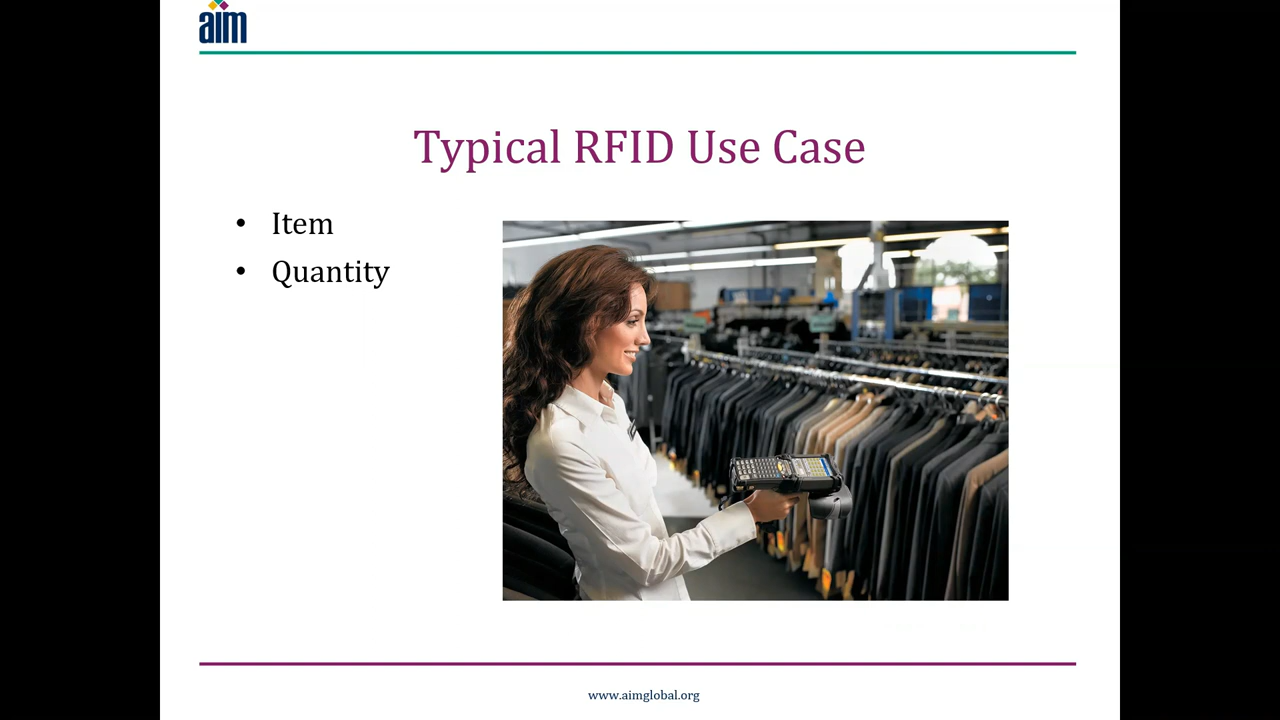 aim
Typical RFID Use Case
• Item
• Quantity
www.aimglobal.org